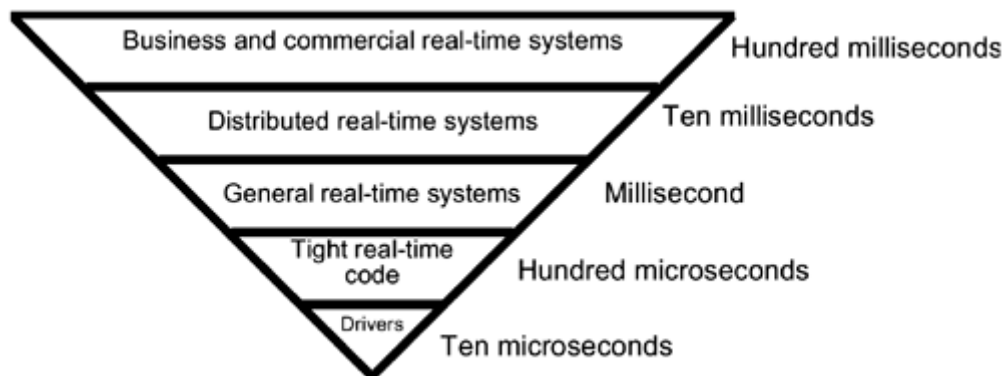 Business and commercial real-time systems
Hundred milliseconds
Distributed real-time systems
Ten milliseconds
General real-time systems
Millisecond
Tight real-time
code
Hundred microseconds
Drivers
Ten microseconds